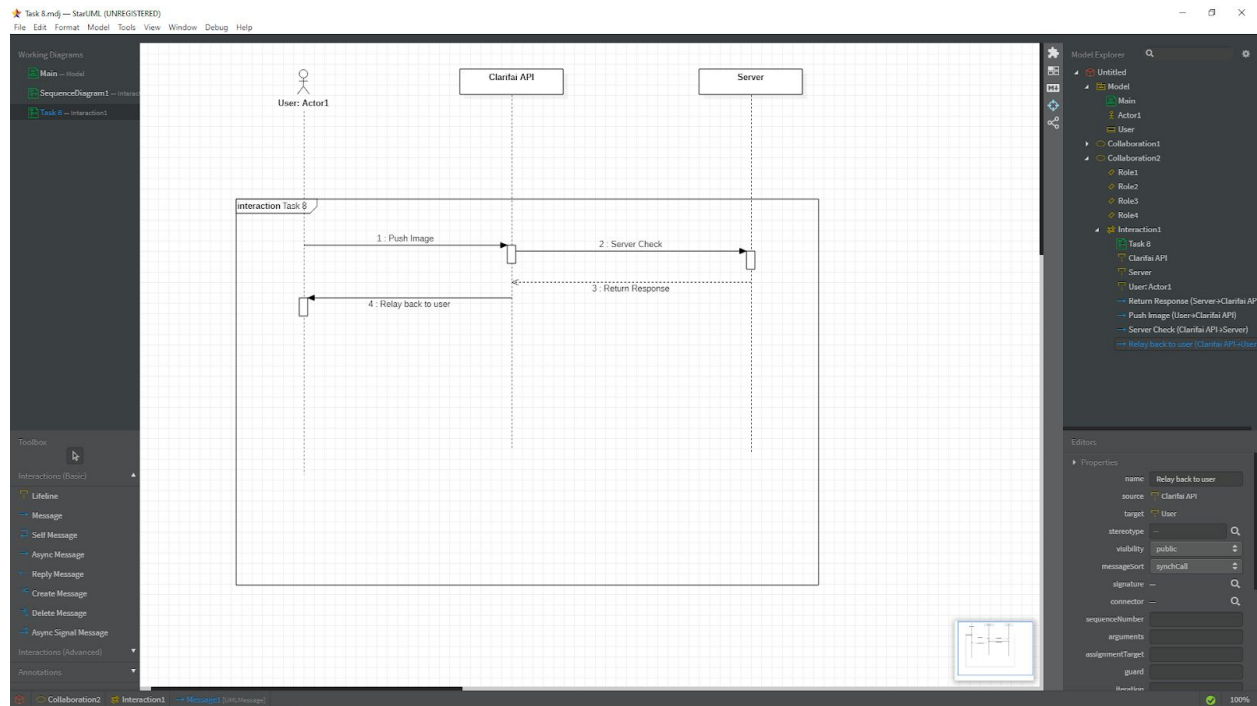 Task 8.mdj — StarUML (UNREGISTERED)
File Edit Format Model Tools View Window Debug Help
Working Diagrams
Main — Model
SequenceDiagram1 — Interac
Task 8 — Interaction1
Toolbox
Interactions (Basic)
Lifeline
Message
Self Message
Async Message
Reply Message
Create Message
Delete Message
Async Signal Message
Interactions (Advanced)
Annotations
User: Actor1
Clarifai API
Server
interaction Task 8
1 : Push Image
2 : Server Check
3 : Return Response
4 : Relay back to user
Model Explorer
Untitled
Model
Main
Actor1
User
Collaboration1
Collaboration2
Role1
Role2
Role3
Role4
Interaction1
Task 8
Clarifai API
Server
User: Actor1
Return Response (Server→Clarifai AP
Push Image (User→Clarifai API)
Server Check (Clarifai API→Server)
Relay back to user (Clarifai API→User
Editors
Properties
name Relay back to user
source Clarifai API
target User
stereotype —
visibility public
messageSort synchCall
signature —
connector —
sequenceNumber
arguments
assignmentTarget
guard
iteration
Collaboration2 Interaction1 Message1 [UMLMessage]
100%